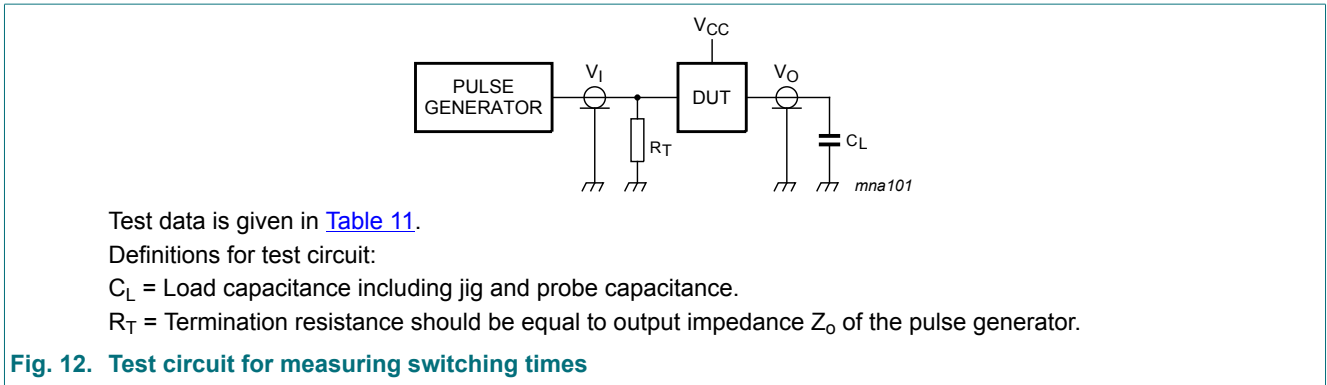 VCC
PULSE
GENERATOR
VI
DUT
VO
RT
CL
mna101
Test data is given in Table 11.
Definitions for test circuit:
CL = Load capacitance including jig and probe capacitance.
RT = Termination resistance should be equal to output impedance Zo of the pulse generator.
Fig. 12. Test circuit for measuring switching times